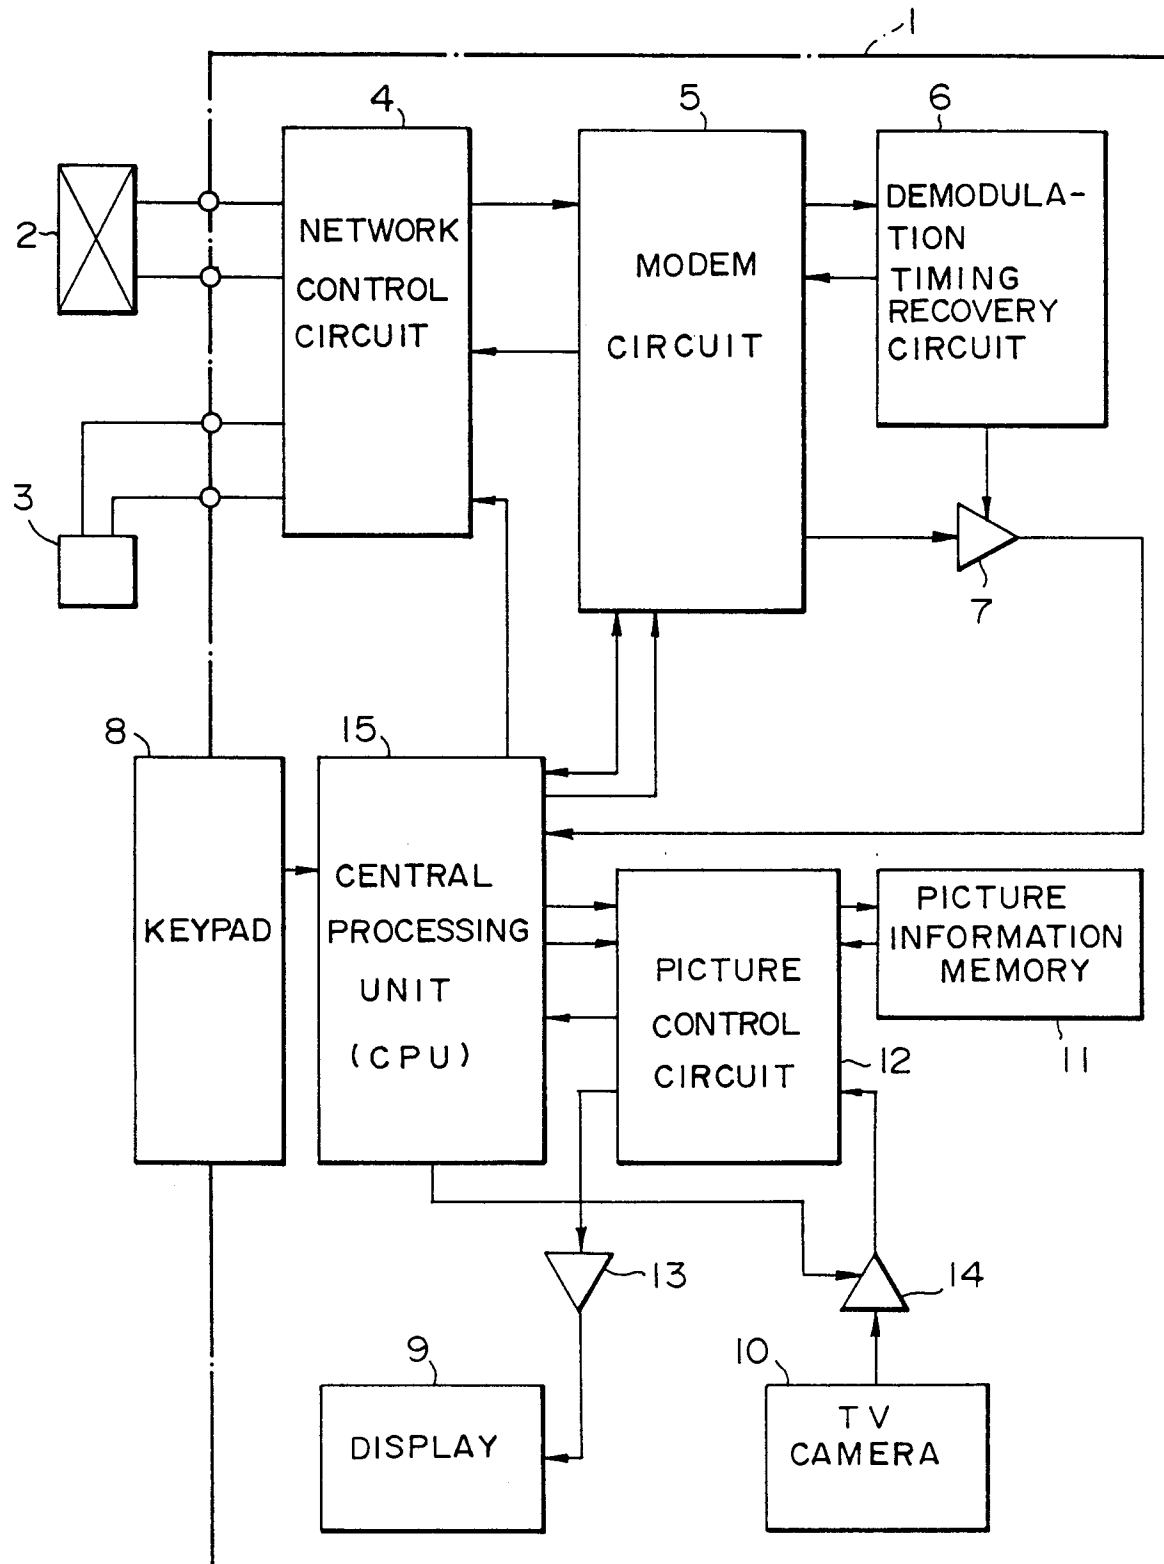 1
4
5
6
2
NETWORK
CONTROL
CIRCUIT
MODEM
CIRCUIT
DEMODULA-
TION
TIMING
RECOVERY
CIRCUIT
3
7
8
15
KEYPAD
CENTRAL
PROCESSING
UNIT
(CPU)
PICTURE
CONTROL
CIRCUIT
12
PICTURE
INFORMATION
MEMORY
11
13
14
9
10
DISPLAY
TV
CAMERA